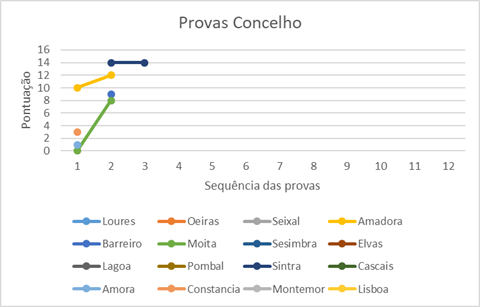 Provas Concelho
16
14
12
10
8
6
4
2
0
Pontuação
1 2 3 4 5 6 7 8 9 10 11 12
Sequência das provas
Loures Oeiras Seixal Amadora
Barreiro Moita Sesimbra Elvas
Lagoa Pombal Sintra Cascais
Amora Constancia Montemor Lisboa